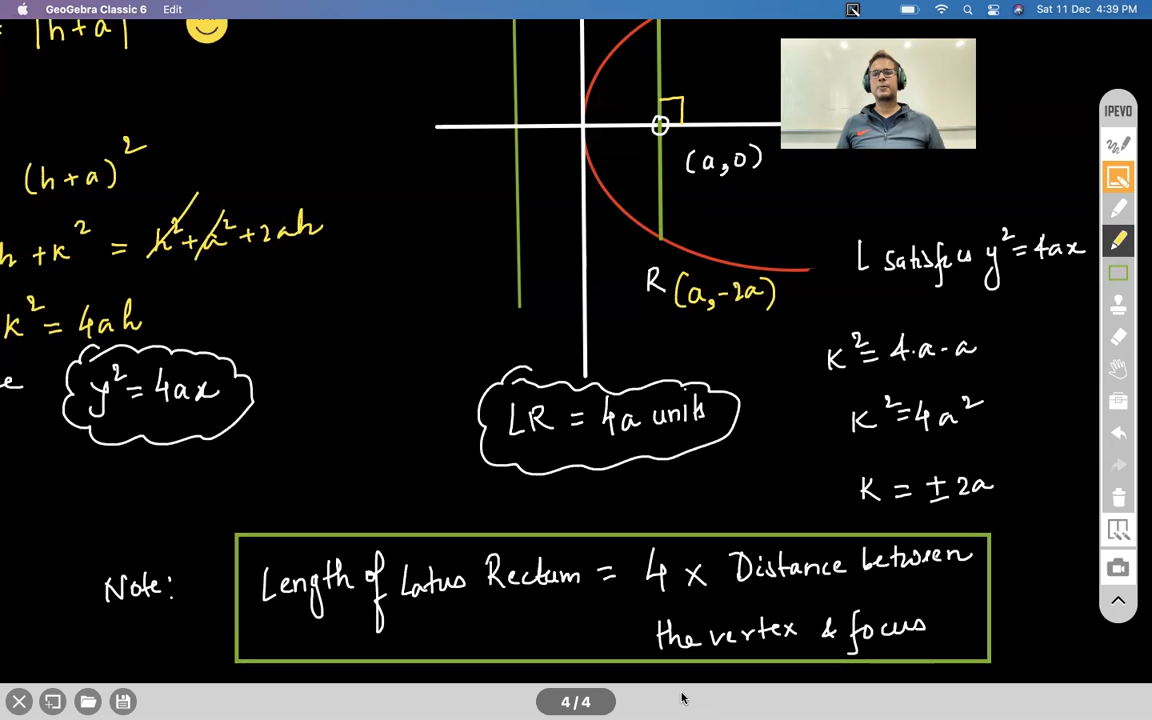 GeoGebra Classic 6 Edit Sat 11 Dec 4:39 PM
= |h+a|
IPEVO
(h+a)²
(a,0)
h + k² = h² + a² + 2ah
L satisfies y² = 4ax
R (a,-2a)
k² = 4ah
k² = 4·a·a
e
y² = 4ax
LR = 4a units
k² = 4a²
k = ± 2a
Note:
Length of Latus Rectum = 4 x Distance between
the vertex & focus
4 / 4